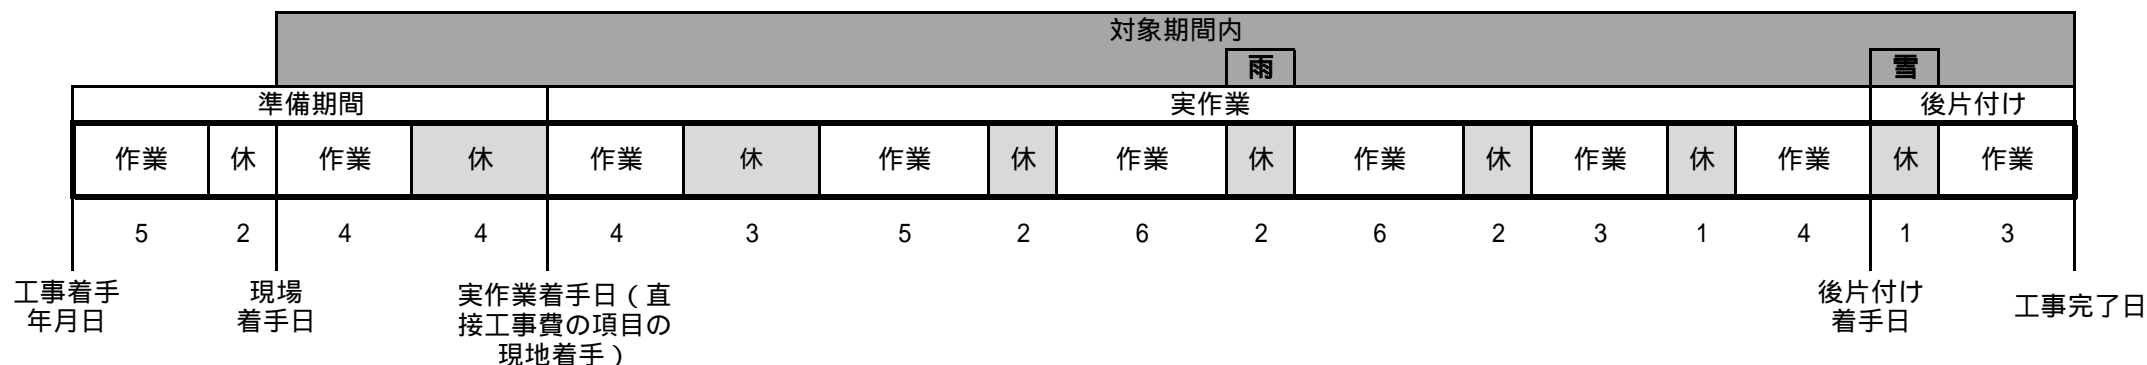 対象期間内
雨 雪
準備期間 実作業 後片付け
作業 休 作業 休 作業 休 作業 休 作業 休 作業 休 作業 休 作業 休 作業
5 2 4 4 4 3 5 2 6 2 6 2 3 1 4 1 3
工事着手
年月日
現場
着手日
実作業着手日（直
接工事費の項目の
現地着手）
後片付け
着手日
工事完了日